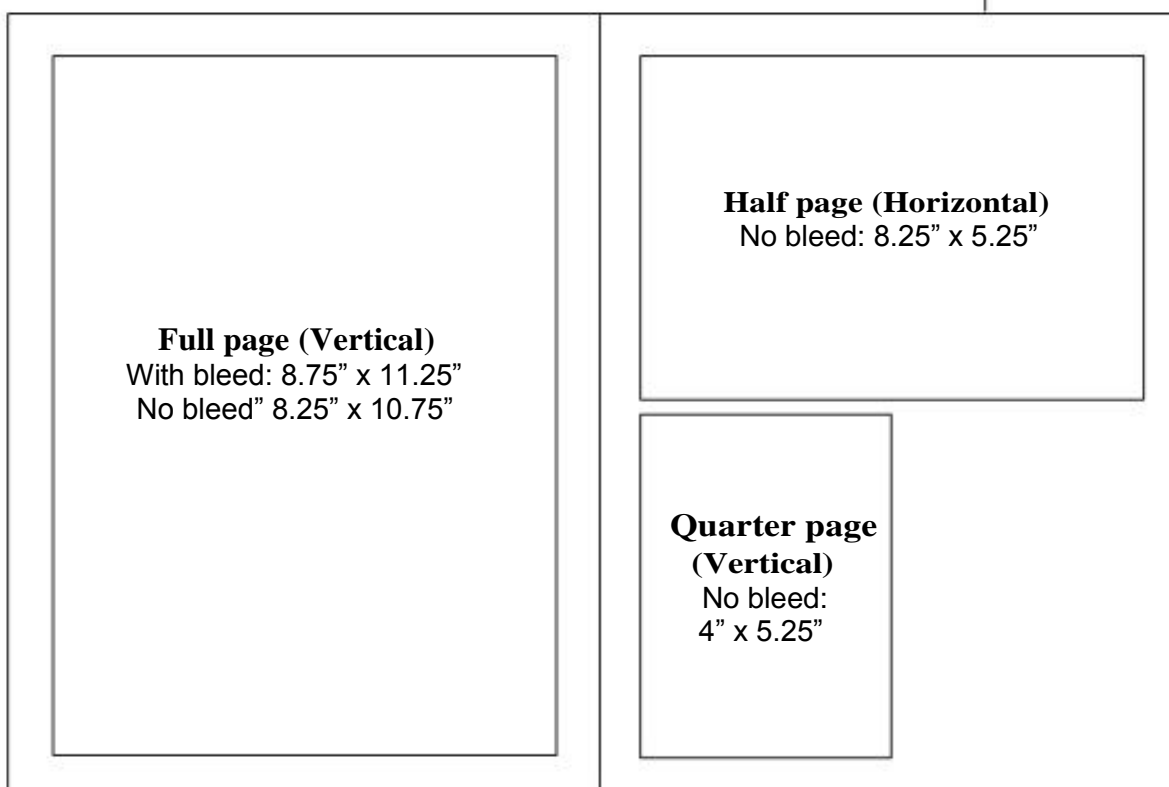 Full page (Vertical)
With bleed: 8.75” x 11.25”
No bleed” 8.25” x 10.75”
Half page (Horizontal)
No bleed: 8.25” x 5.25”
Quarter page
(Vertical)
No bleed:
4” x 5.25”